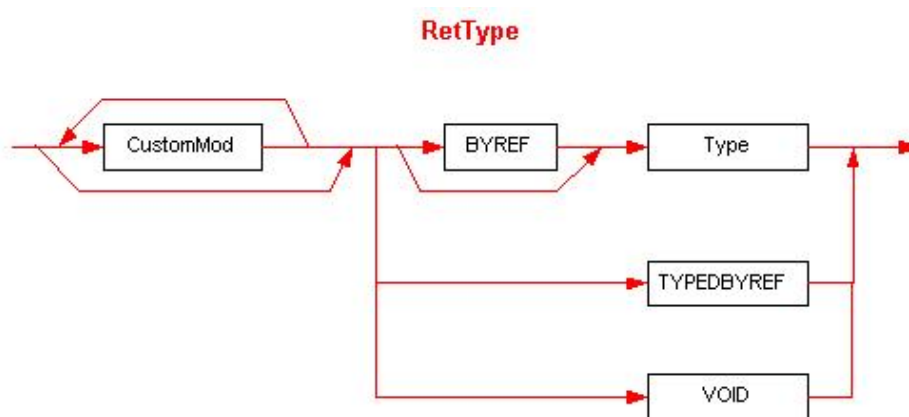 RetType
CustomMod
BYREF
Type
TYPEDBYREF
VOID